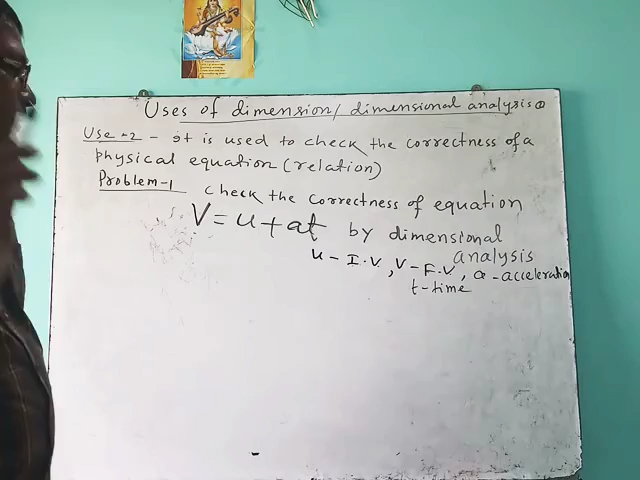 Uses of dimension/dimensional analysis
Use-2 - It is used to check the correctness of a
physical equation (relation)
Problem-1 check the correctness of equation
V = u + at by dimensional
analysis
u - I.V, V - F.V, a - acceleration
t-time